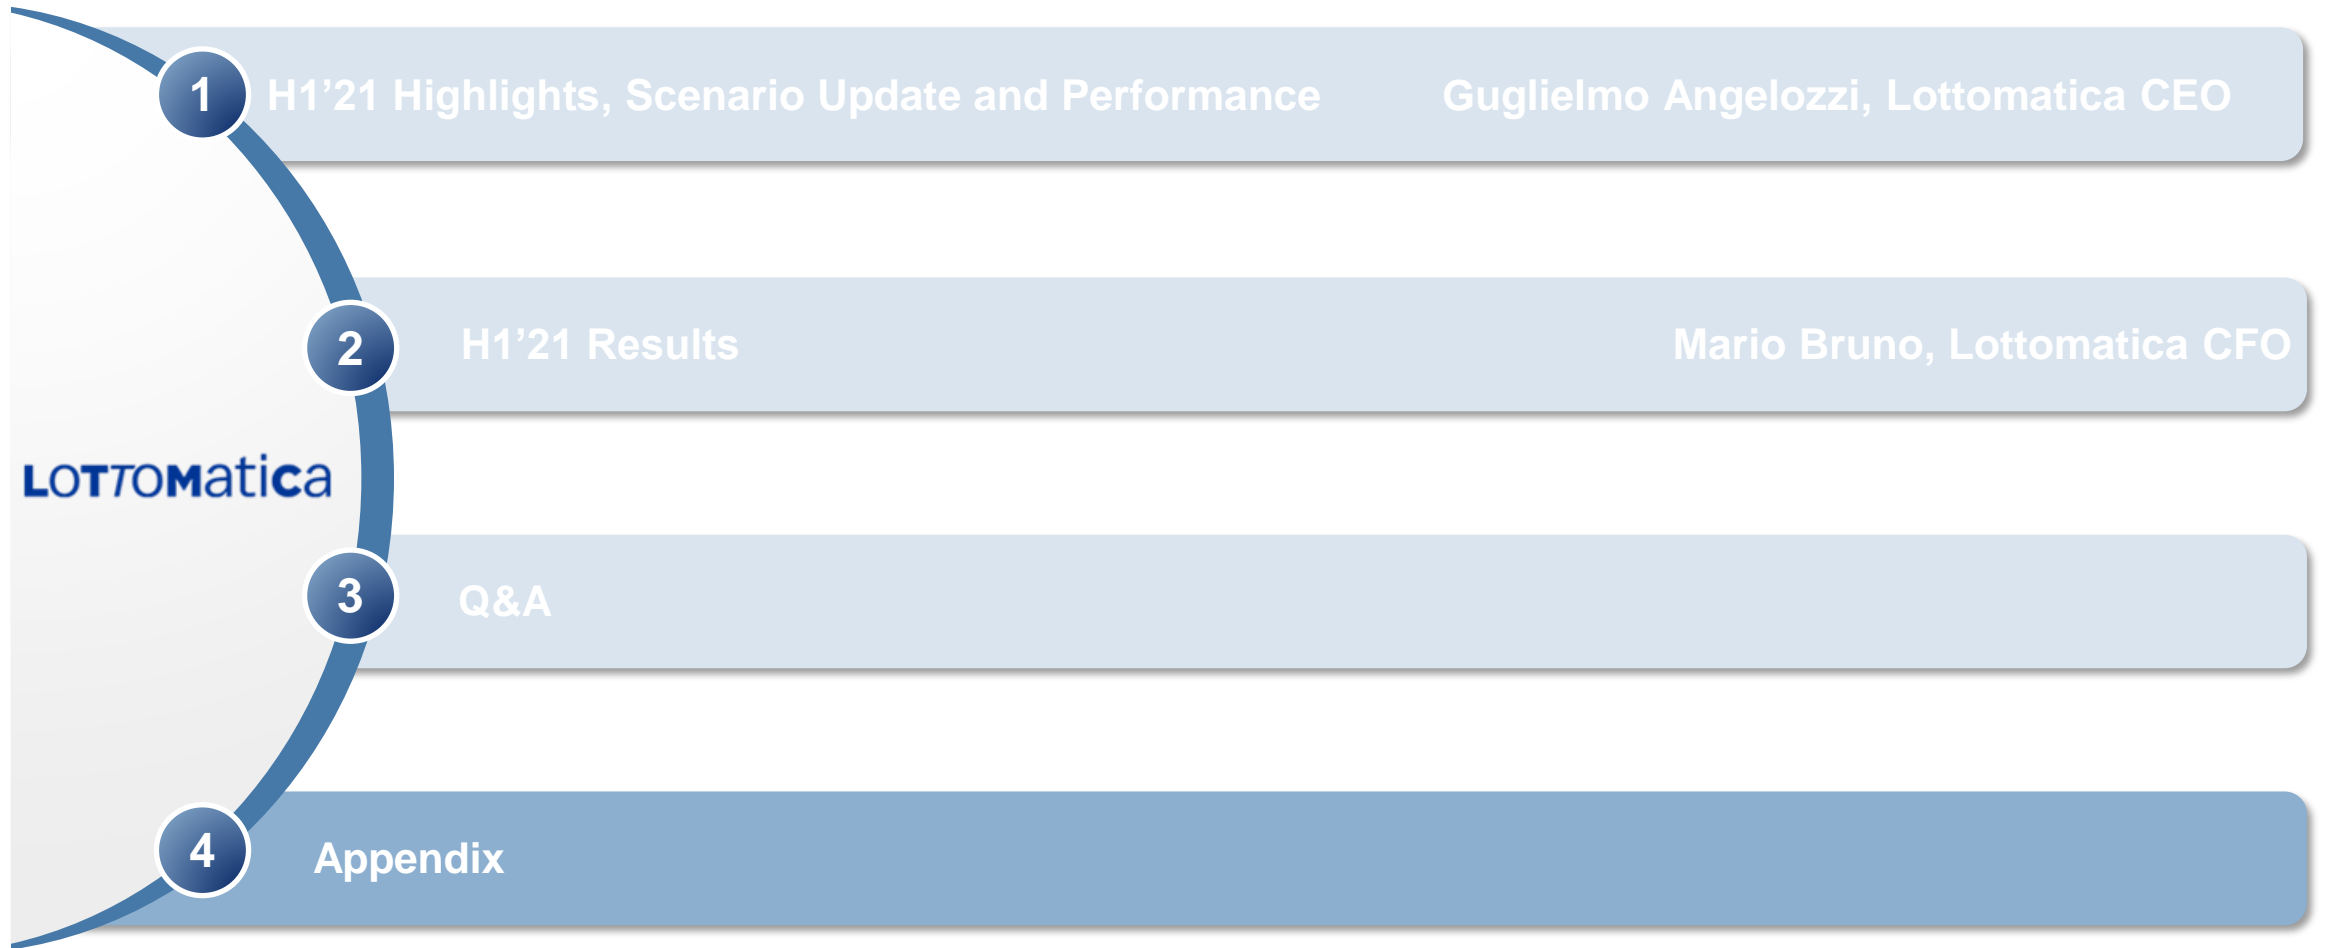 1 H1’21 Highlights, Scenario Update and Performance Guglielmo Angelozzi, Lottomatica CEO
2 H1’21 Results Mario Bruno, Lottomatica CFO
LOTTOMatica
3 Q&A
4 Appendix